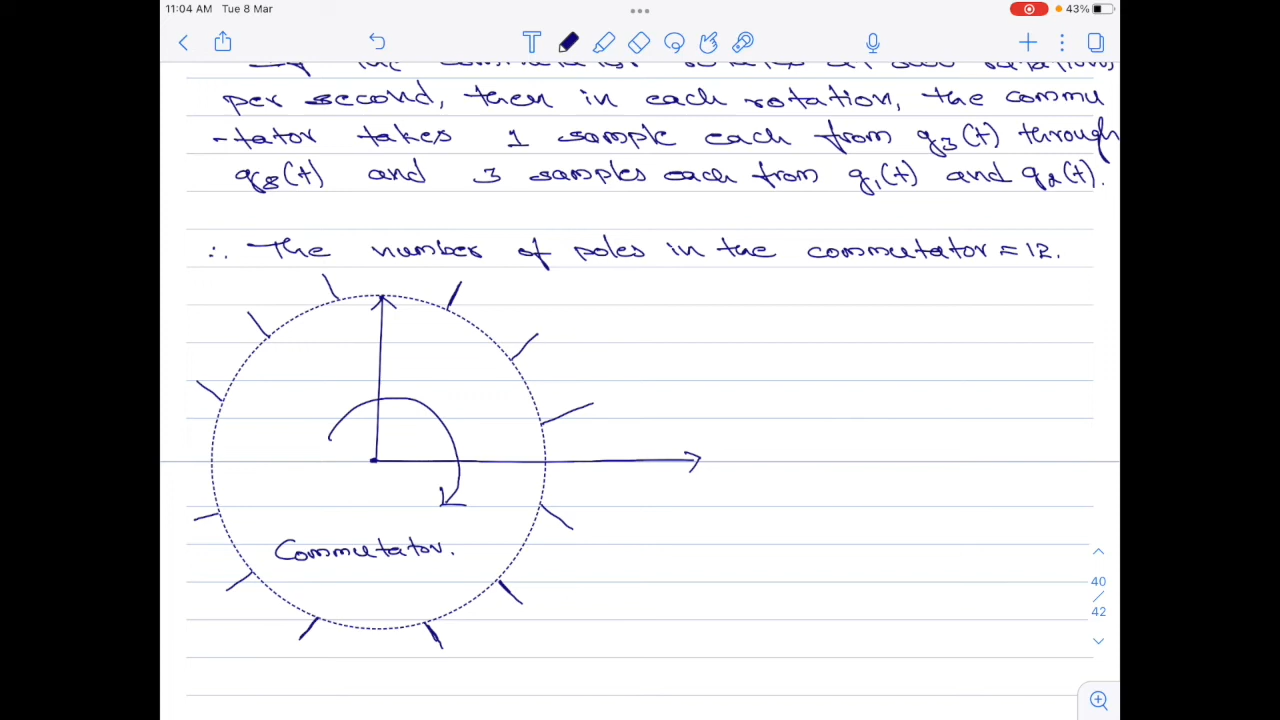 11:04 AM Tue 8 Mar
43%
per second, then in each rotation, the commu
-tator takes 1 sample each from g3(t) through
g8(t) and 3 samples each from g1(t) and g2(t).
∴ The number of poles in the commutator = 12.
Commutator.
40
/
42